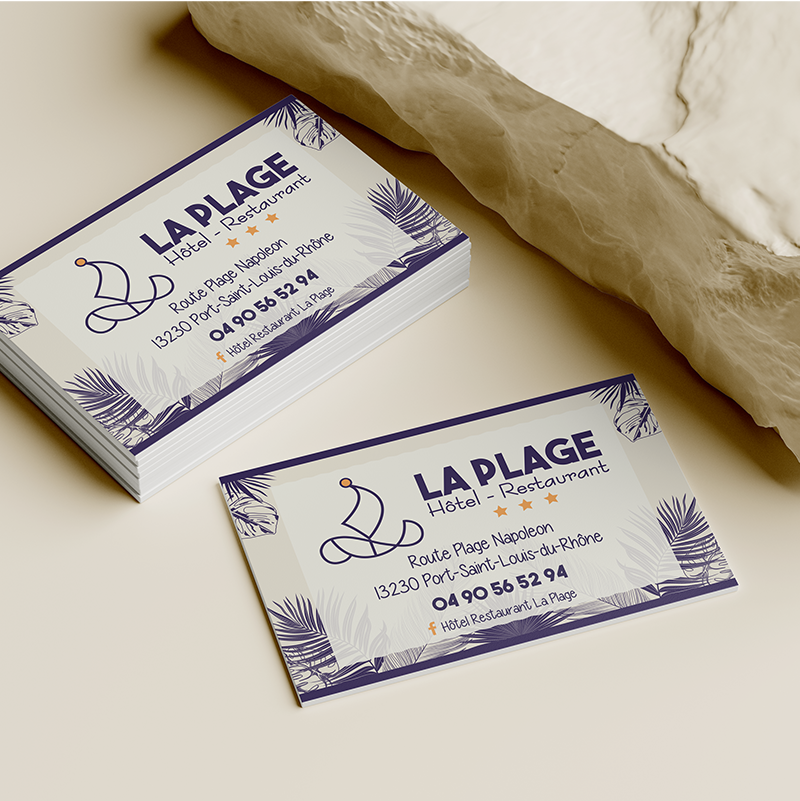 LA PLAGE
Hôtel - Restaurant
Route Plage Napoleon
13230 Port-Saint-Louis-du-Rhône
04 90 56 52 94
f Hôtel Restaurant La Plage
LA PLAGE
Hôtel - Restaurant
Route Plage Napoleon
13230 Port-Saint-Louis-du-Rhône
04 90 56 52 94
f Hôtel Restaurant La Plage